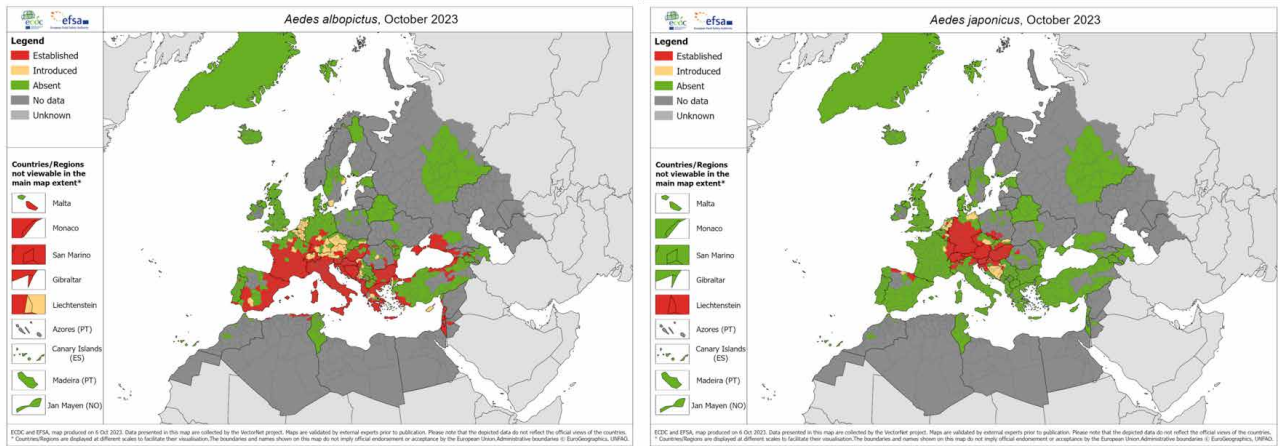 ecdc
efsa
European Food Safety Authority
Aedes albopictus, October 2023
Legend
Established
Introduced
Absent
No data
Unknown
Countries/Regions
not viewable in the
main map extent*
Malta
Monaco
San Marino
Gibraltar
Liechtenstein
Azores (PT)
Canary Islands
(ES)
Madeira (PT)
Jan Mayen (NO)
ECDC and EFSA, map produced on 6 Oct 2023. Data presented in this map are collected by the VectorNet project. Maps are validated by external experts prior to publication. Please note that the depicted data do not reflect the official views of the countries.
* Countries/Regions are displayed at different scales to facilitate their visualisation. The boundaries and names shown on this map do not imply official endorsement or acceptance by the European Union. Administrative boundaries © EuroGeographics, UNFAO.
ecdc
efsa
European Food Safety Authority
Aedes japonicus, October 2023
Legend
Established
Introduced
Absent
No data
Unknown
Countries/Regions
not viewable in the
main map extent*
Malta
Monaco
San Marino
Gibraltar
Liechtenstein
Azores (PT)
Canary Islands
(ES)
Madeira (PT)
Jan Mayen (NO)
ECDC and EFSA, map produced on 6 Oct 2023. Data presented in this map are collected by the VectorNet project. Maps are validated by external experts prior to publication. Please note that the depicted data do not reflect the official views of the countries.
* Countries/Regions are displayed at different scales to facilitate their visualisation. The boundaries and names shown on this map do not imply official endorsement or acceptance by the European Union. Administrative boundaries © EuroGeographics, UNFAO.